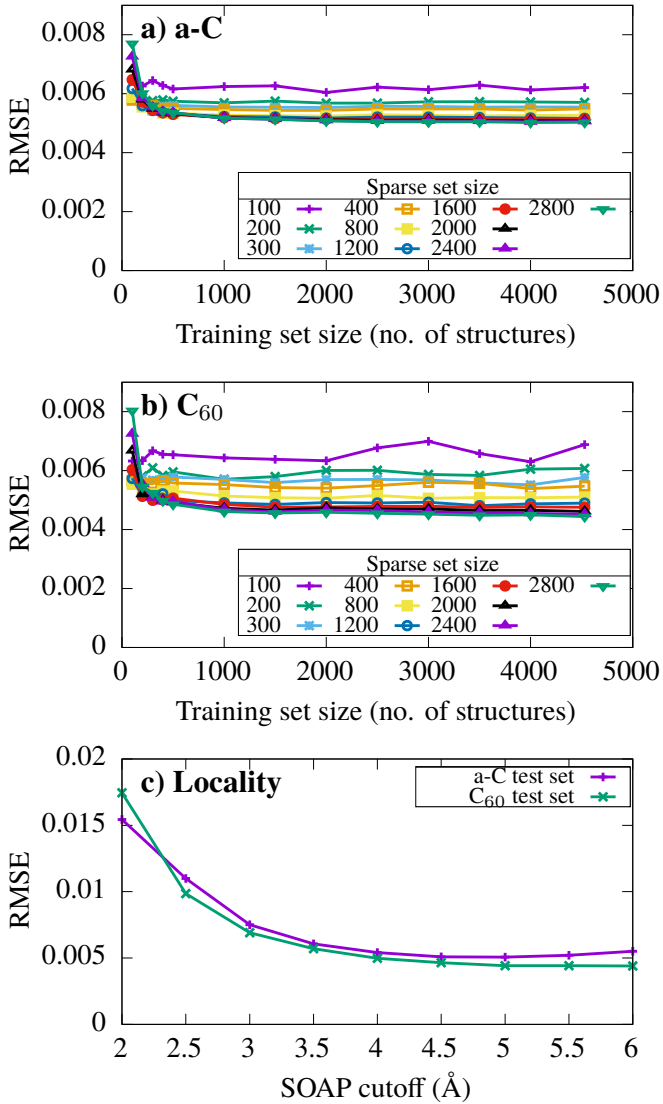 a) a-C
0.008
0.006
0.004
0.002
0
RMSE
Sparse set size
100 400 1600 2800
200 800 2000
300 1200 2400
0 1000 2000 3000 4000 5000
Training set size (no. of structures)
b) C₆₀
0.008
0.006
0.004
0.002
0
RMSE
Sparse set size
100 400 1600 2800
200 800 2000
300 1200 2400
0 1000 2000 3000 4000 5000
Training set size (no. of structures)
c) Locality
a-C test set
C₆₀ test set
0.02
0.015
0.01
0.005
0
RMSE
2 2.5 3 3.5 4 4.5 5 5.5 6
SOAP cutoff (Å)